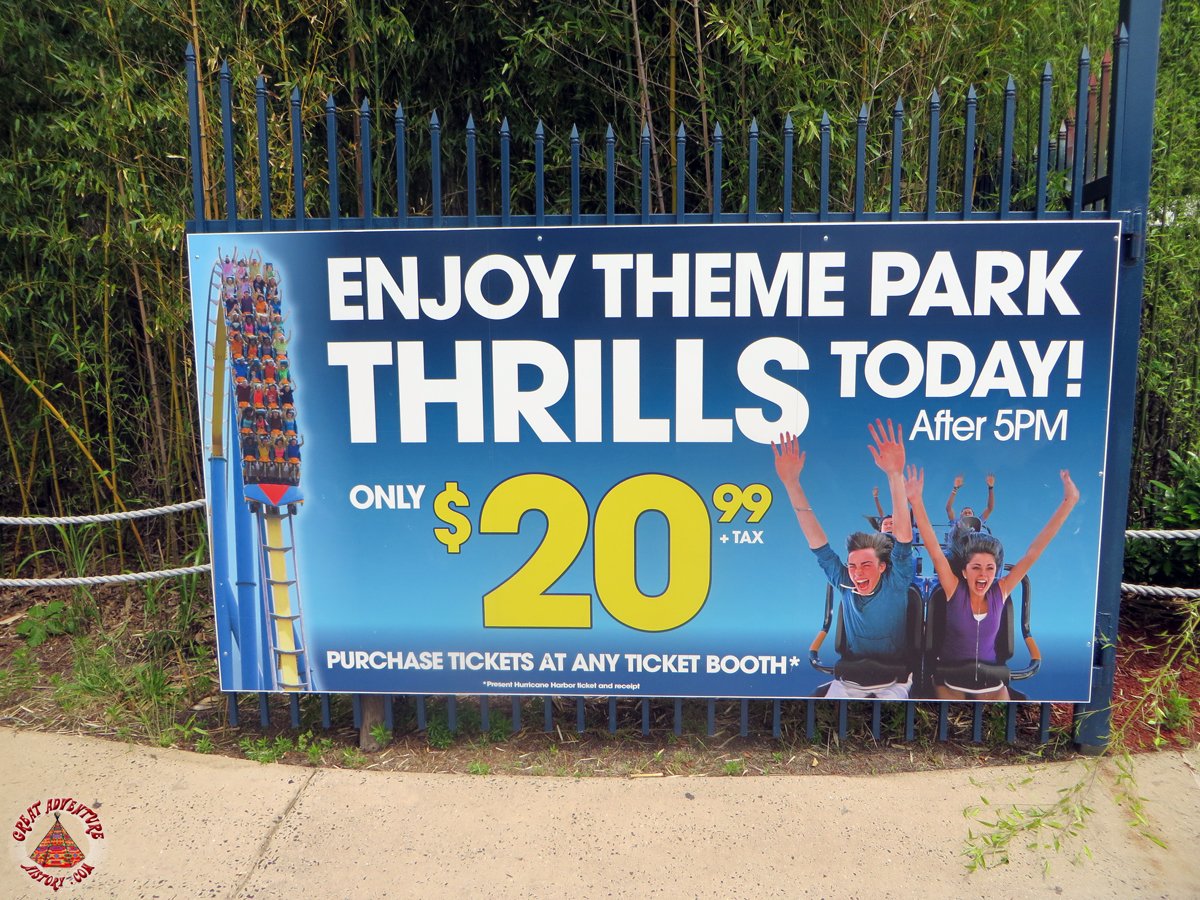 ENJOY THEME PARK
THRILLS TODAY!
After 5PM
ONLY $20 99
+ TAX
PURCHASE TICKETS AT ANY TICKET BOOTH*
*Present Hurricane Harbor ticket and receipt
GREAT ADVENTURE
HISTORY.COM